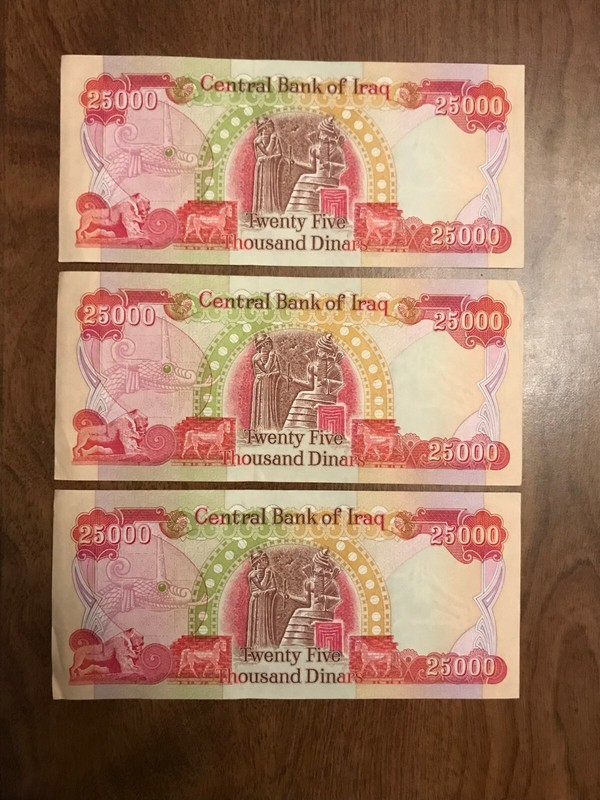 Central Bank of Iraq
25000 25000
Twenty Five
Thousand Dinars
25000
Central Bank of Iraq
25000 25000
Twenty Five
Thousand Dinars
25000
Central Bank of Iraq
25000 25000
Twenty Five
Thousand Dinars
25000